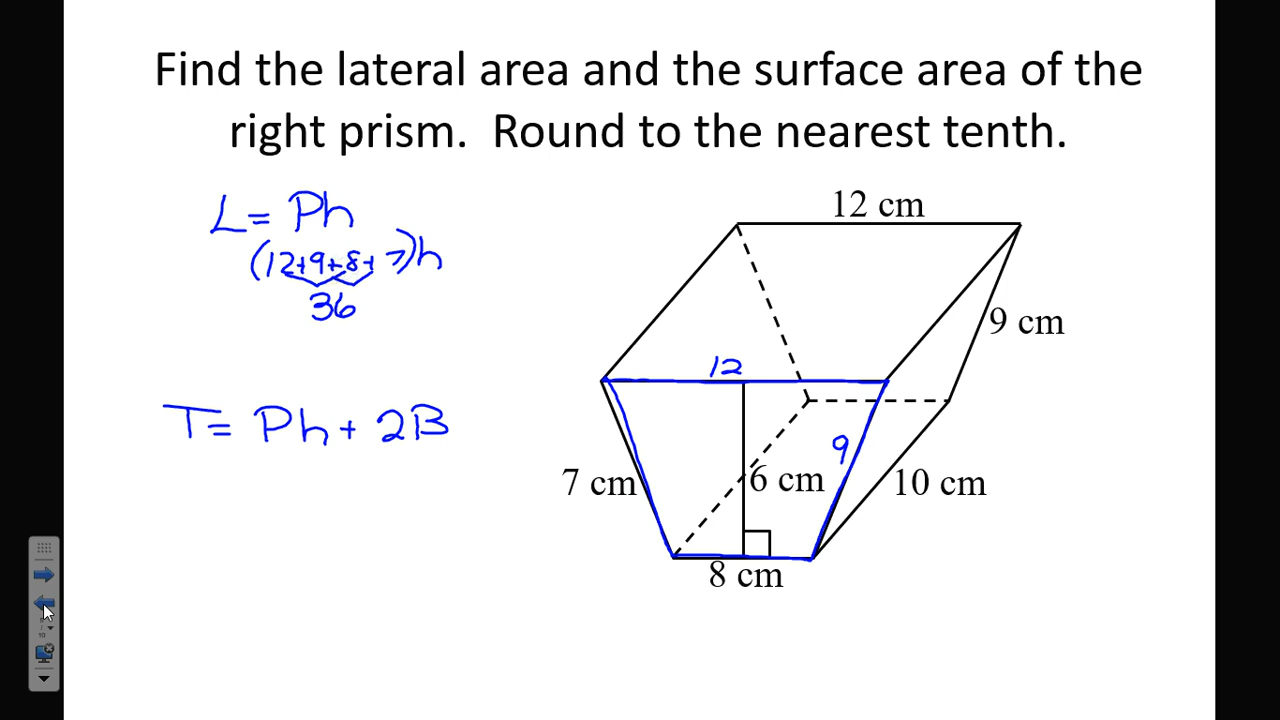 Find the lateral area and the surface area of the
right prism. Round to the nearest tenth.
L= Ph
(12+9+8+7)h
36
T= Ph+ 2B
12 cm
9 cm
12
9
7 cm
6 cm
10 cm
8 cm
10